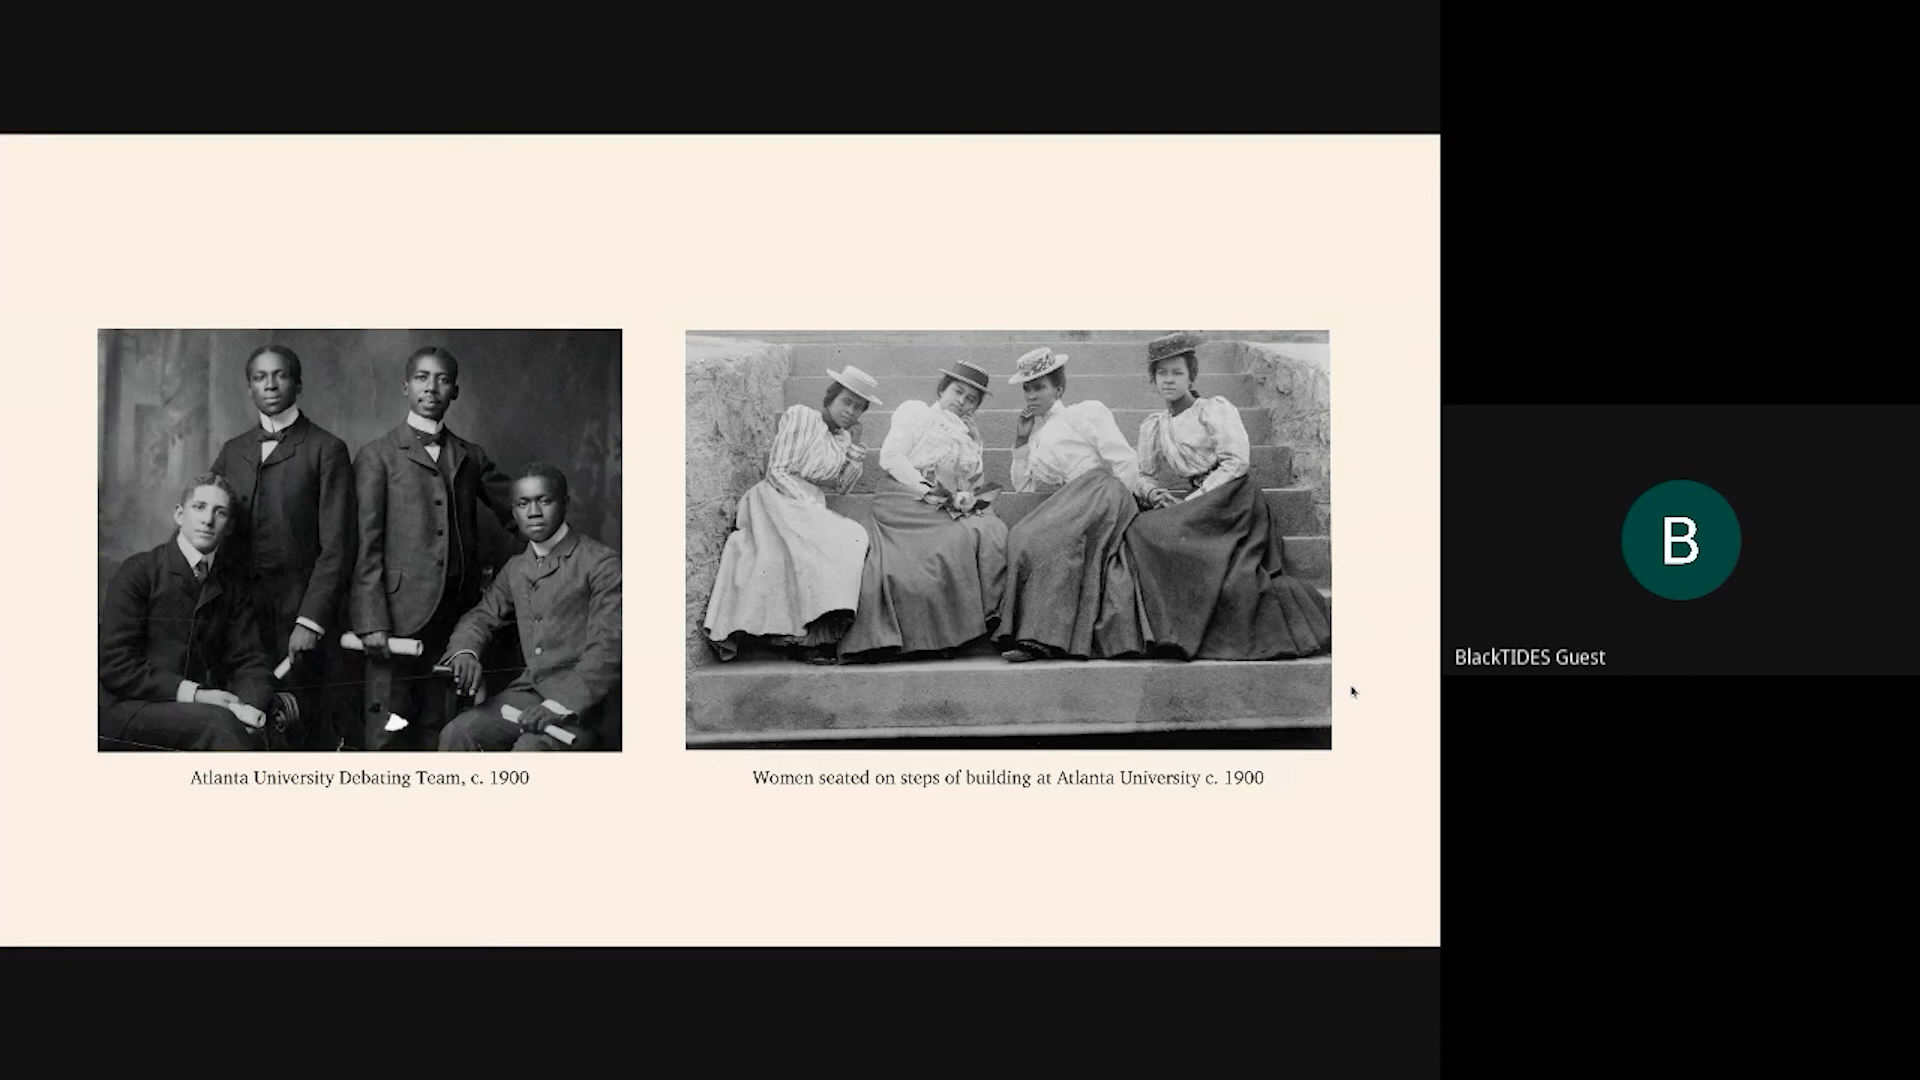 Atlanta University Debating Team, c. 1900
Women seated on steps of building at Atlanta University c. 1900
B
BlackTIDES Guest